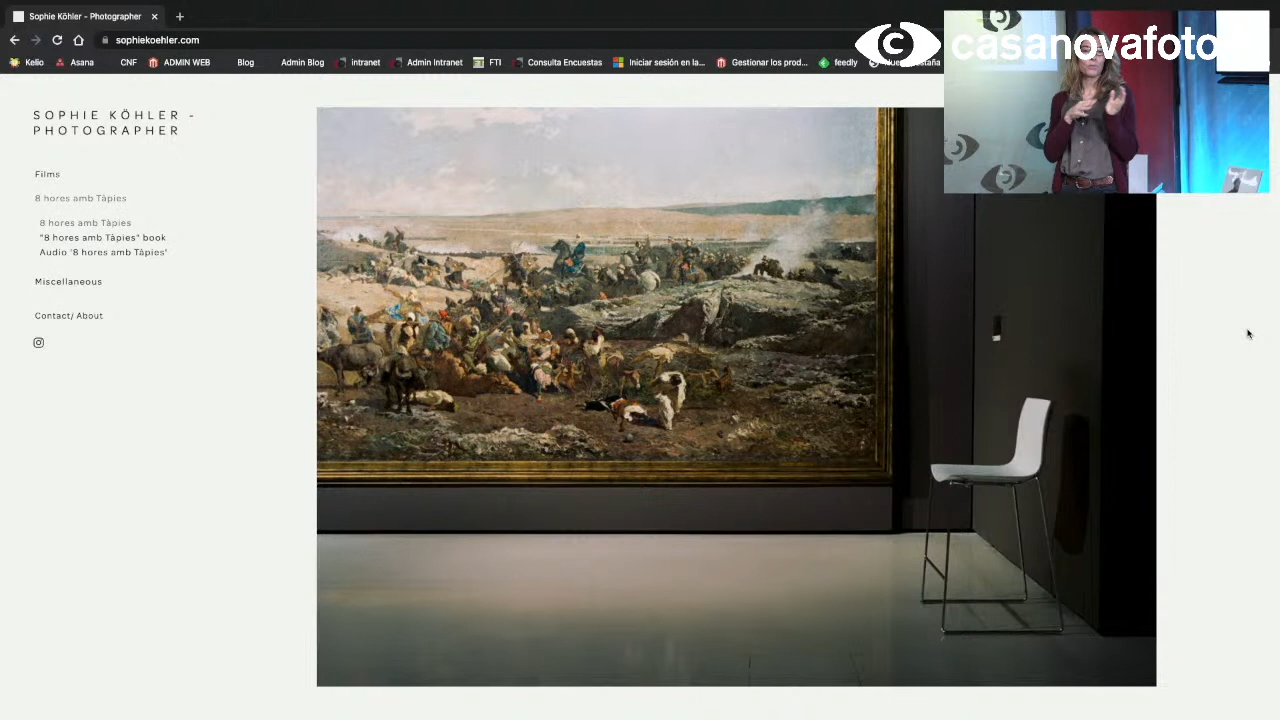 Sophie Köhler - Photographer
sophiekoehler.com
Kelio
Asana
CNF
ADMIN WEB
Blog
Admin Blog
intranet
Admin Intranet
FTI
Consulta Encuestas
Iniciar sesión en la...
Gestionar los prod...
feedly
casanovafoto
SOPHIE KÖHLER -
PHOTOGRAPHER
Films
8 hores amb Tàpies
8 hores amb Tàpies
"8 hores amb Tàpies" book
Audio '8 hores amb Tàpies'
Miscellaneous
Contact/ About